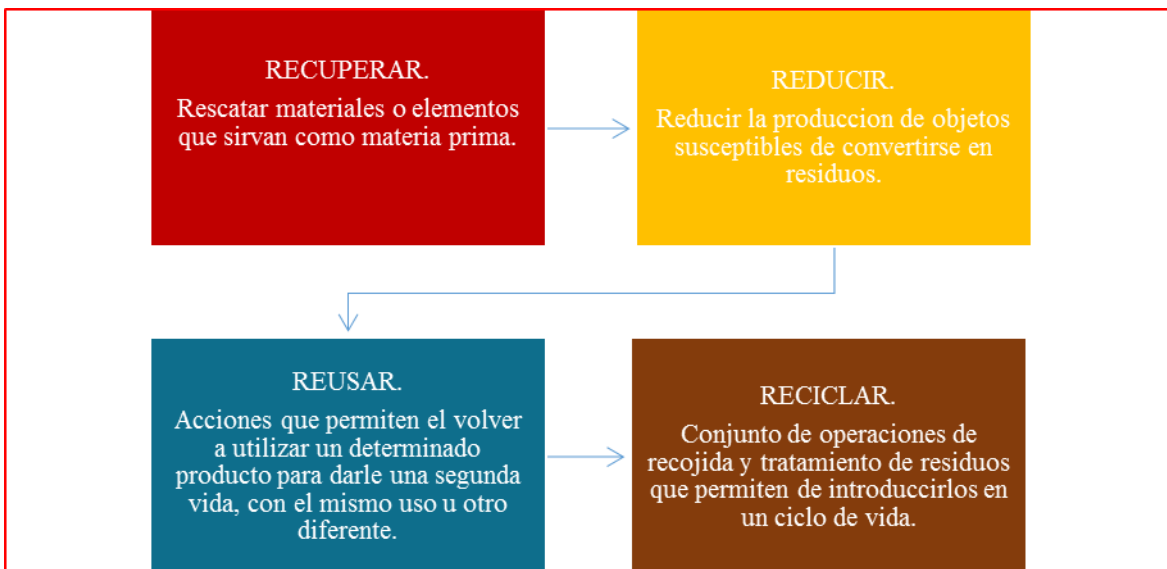 RECUPERAR.
Rescatar materiales o elementos
que sirvan como materia prima.
REDUCIR.
Reducir la produccion de objetos
susceptibles de convertirse en
residuos.
REUSAR.
Acciones que permiten el volver
a utilizar un determinado
producto para darle una segunda
vida, con el mismo uso u otro
diferente.
RECICLAR.
Conjunto de operaciones de
recojida y tratamiento de residuos
que permiten de introduccirlos en
un ciclo de vida.